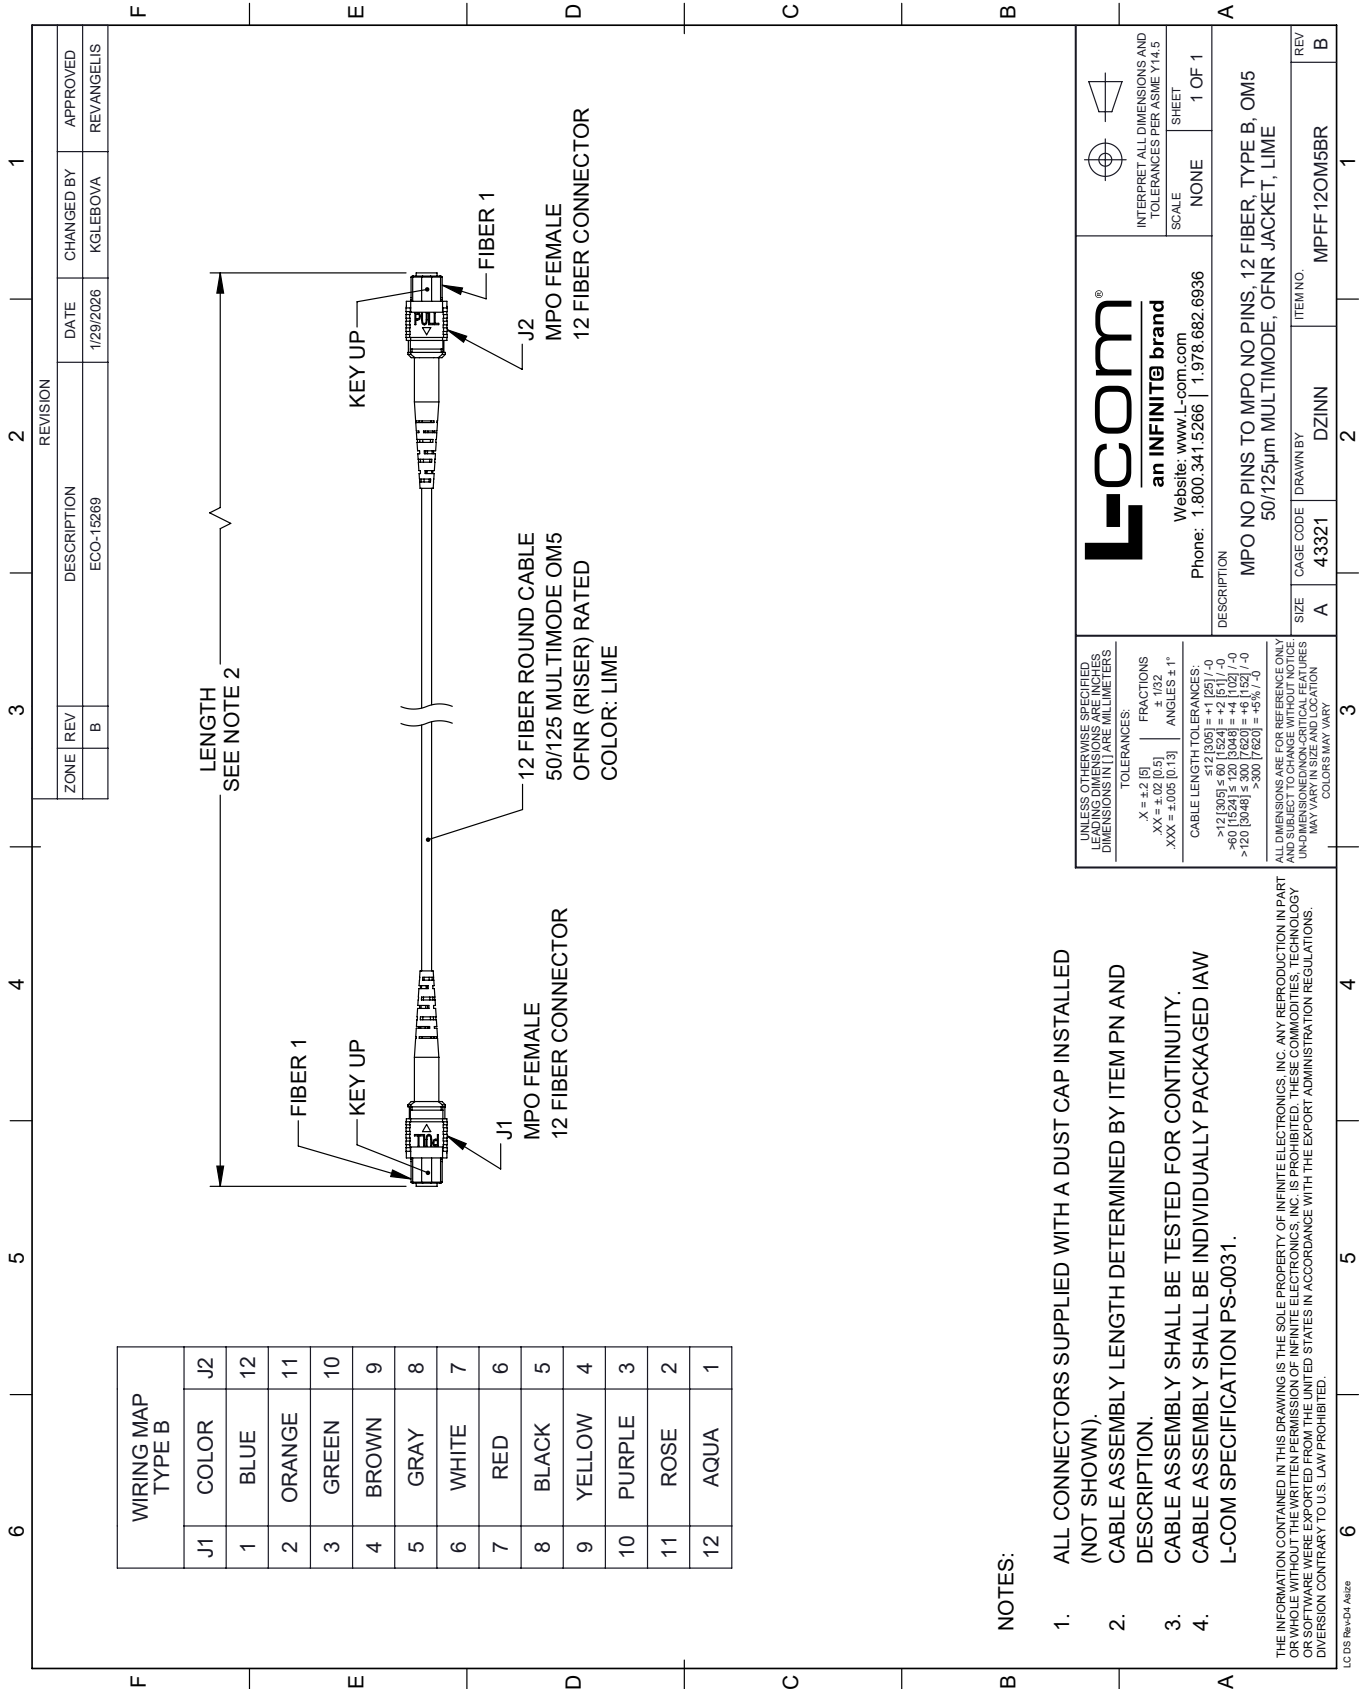 6
5
4
3
2
1
F
E
D
C
B
A
F
E
D
C
B
A
REVISION
ZONE REV DESCRIPTION DATE CHANGED BY APPROVED
B ECO-15269 1/29/2026 KGLEBOVA REVANGELIS
WIRING MAP
TYPE B
J1 COLOR J2
1 BLUE 12
2 ORANGE 11
3 GREEN 10
4 BROWN 9
5 GRAY 8
6 WHITE 7
7 RED 6
8 BLACK 5
9 YELLOW 4
10 PURPLE 3
11 ROSE 2
12 AQUA 1
LENGTH
SEE NOTE 2
FIBER 1
KEY UP
PULL
J1
MPO FEMALE
12 FIBER CONNECTOR
12 FIBER ROUND CABLE
50/125 MULTIMODE OM5
OFNR (RISER) RATED
COLOR: LIME
KEY UP
PULL
FIBER 1
J2
MPO FEMALE
12 FIBER CONNECTOR
NOTES:
1. ALL CONNECTORS SUPPLIED WITH A DUST CAP INSTALLED
(NOT SHOWN).
2. CABLE ASSEMBLY LENGTH DETERMINED BY ITEM PN AND
DESCRIPTION.
3. CABLE ASSEMBLY SHALL BE TESTED FOR CONTINUITY.
4. CABLE ASSEMBLY SHALL BE INDIVIDUALLY PACKAGED IAW
L-COM SPECIFICATION PS-0031.
THE INFORMATION CONTAINED IN THIS DRAWING IS THE SOLE PROPERTY OF INFINITE ELECTRONICS, INC. ANY REPRODUCTION IN PART
OR WHOLE WITHOUT THE WRITTEN PERMISSION OF INFINITE ELECTRONICS, INC. IS PROHIBITED. THESE COMMODITIES, TECHNOLOGY
OR SOFTWARE WERE EXPORTED FROM THE UNITED STATES IN ACCORDANCE WITH THE EXPORT ADMINISTRATION REGULATIONS.
DIVERSION CONTRARY TO U.S. LAW PROHIBITED.
UNLESS OTHERWISE SPECIFIED
LEADING DIMENSIONS ARE INCHES
DIMENSIONS IN [ ] ARE MILLIMETERS
TOLERANCES:
.X = ±.2 [5] FRACTIONS
.XX = ±.02 [0.5] ± 1/32
.XXX = ±.005 [0.13] ANGLES ± 1°
CABLE LENGTH TOLERANCES:
≤12 [305] = +1 [25] / -0
>12 [305] ≤ 60 [1524] = +2 [51] / -0
>60 [1524] ≤ 120 [3048] = +4 [102] / -0
>120 [3048] ≤ 300 [7620] = +6 [152] / -0
>300 [7620] = +5% / -0
ALL DIMENSIONS ARE FOR REFERENCE ONLY
AND SUBJECT TO CHANGE WITHOUT NOTICE.
UN-DIMENSIONED/NON-CRITICAL FEATURES
MAY VARY IN SIZE AND LOCATION
COLORS MAY VARY
L-com®
an INFINITe brand
Website: www.L-com.com
Phone: 1.800.341.5266 | 1.978.682.6936
INTERPRET ALL DIMENSIONS AND
TOLERANCES PER ASME Y14.5
SCALE SHEET
NONE 1 OF 1
DESCRIPTION
MPO NO PINS TO MPO NO PINS, 12 FIBER, TYPE B, OM5
50/125µm MULTIMODE, OFNR JACKET, LIME
SIZE CAGE CODE DRAWN BY ITEM NO. REV
A 43321 DZINN MPFF12OM5BR B
6
5
4
3
2
1
LC DS Rev-D4 Asize